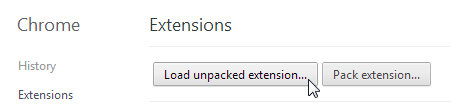 Chrome
Extensions
History
Load unpacked extension...
Pack extension...
Extensions